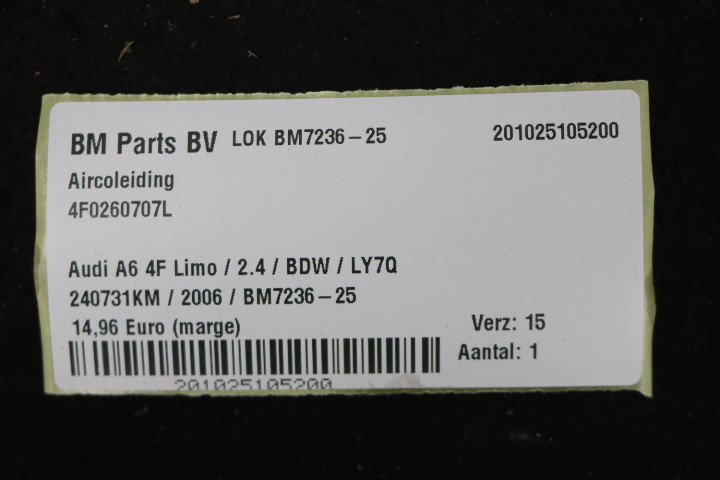 BM Parts BV LOK BM7236-25 201025105200
Aircoleiding
4F0260707L
Audi A6 4F Limo / 2.4 / BDW / LY7Q
240731KM / 2006 / BM7236-25
14,96 Euro (marge) Verz: 15
Aantal: 1
201025105200